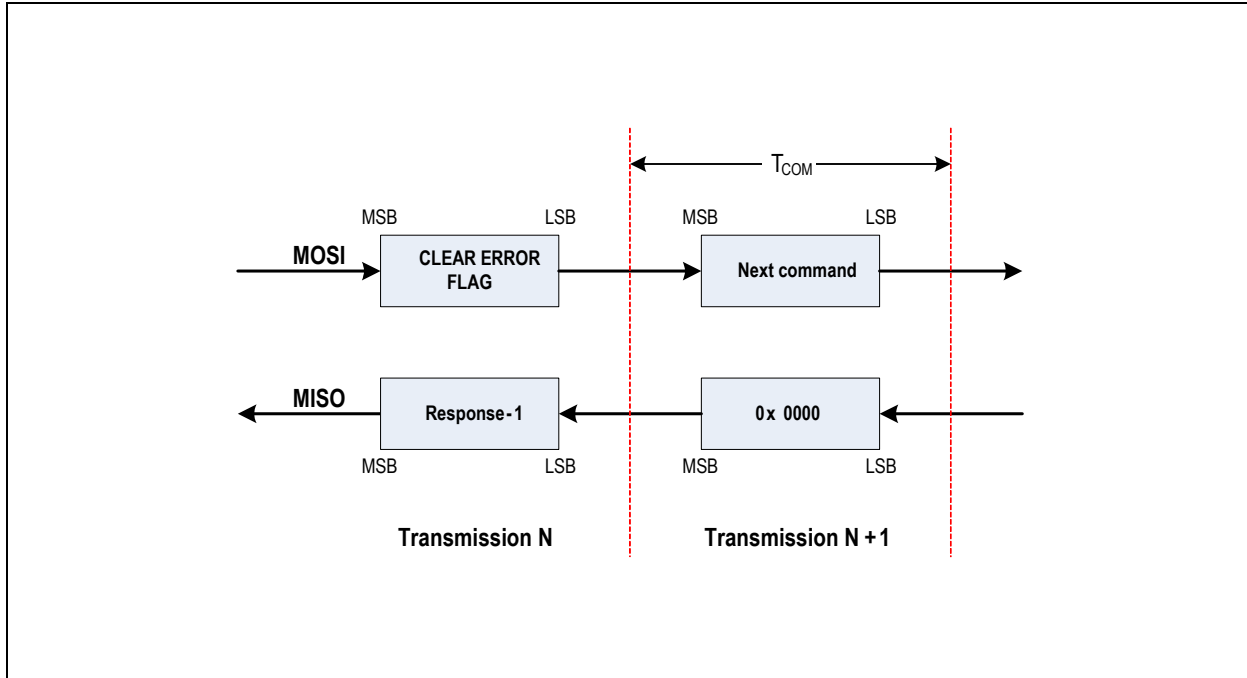 T_COM
MSB LSB MSB LSB
MOSI CLEAR ERROR FLAG Next command
MISO Response-1 0x 0000
MSB LSB MSB LSB
Transmission N Transmission N+1